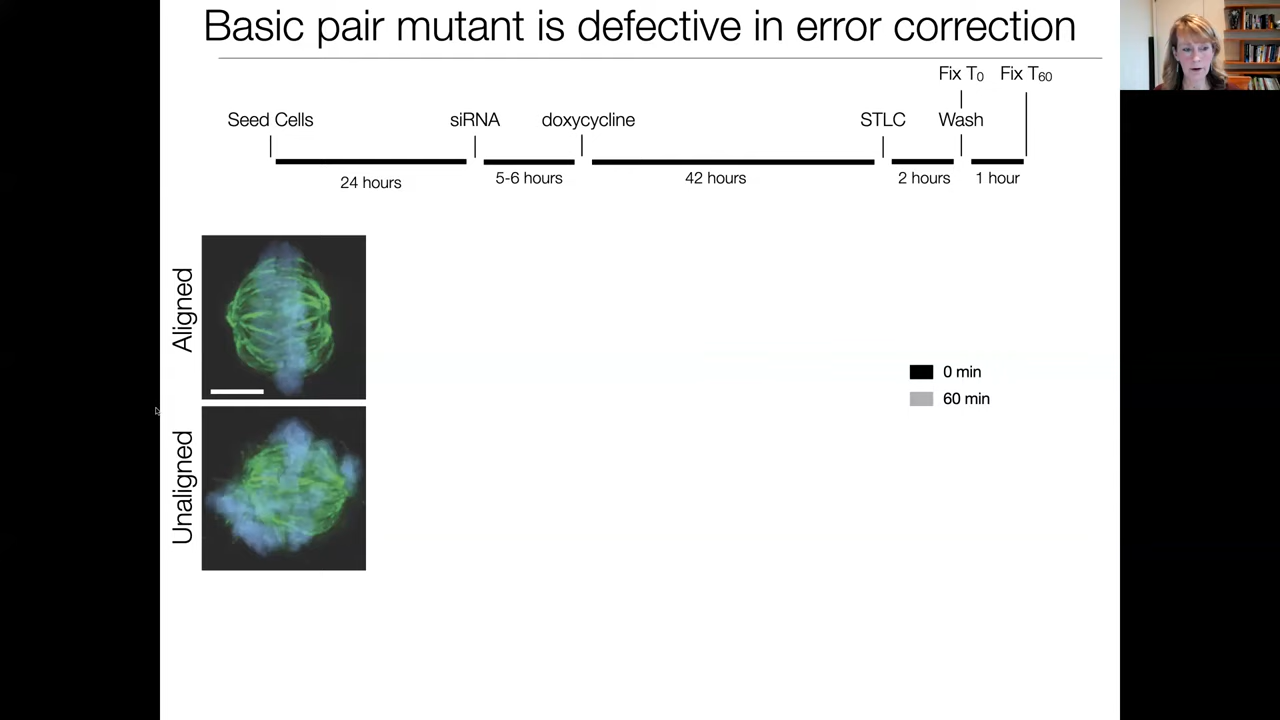 Basic pair mutant is defective in error correction
Fix T₀ Fix T₆₀
Seed Cells siRNA doxycycline STLC Wash
24 hours 5-6 hours 42 hours 2 hours 1 hour
Aligned
0 min
60 min
Unaligned